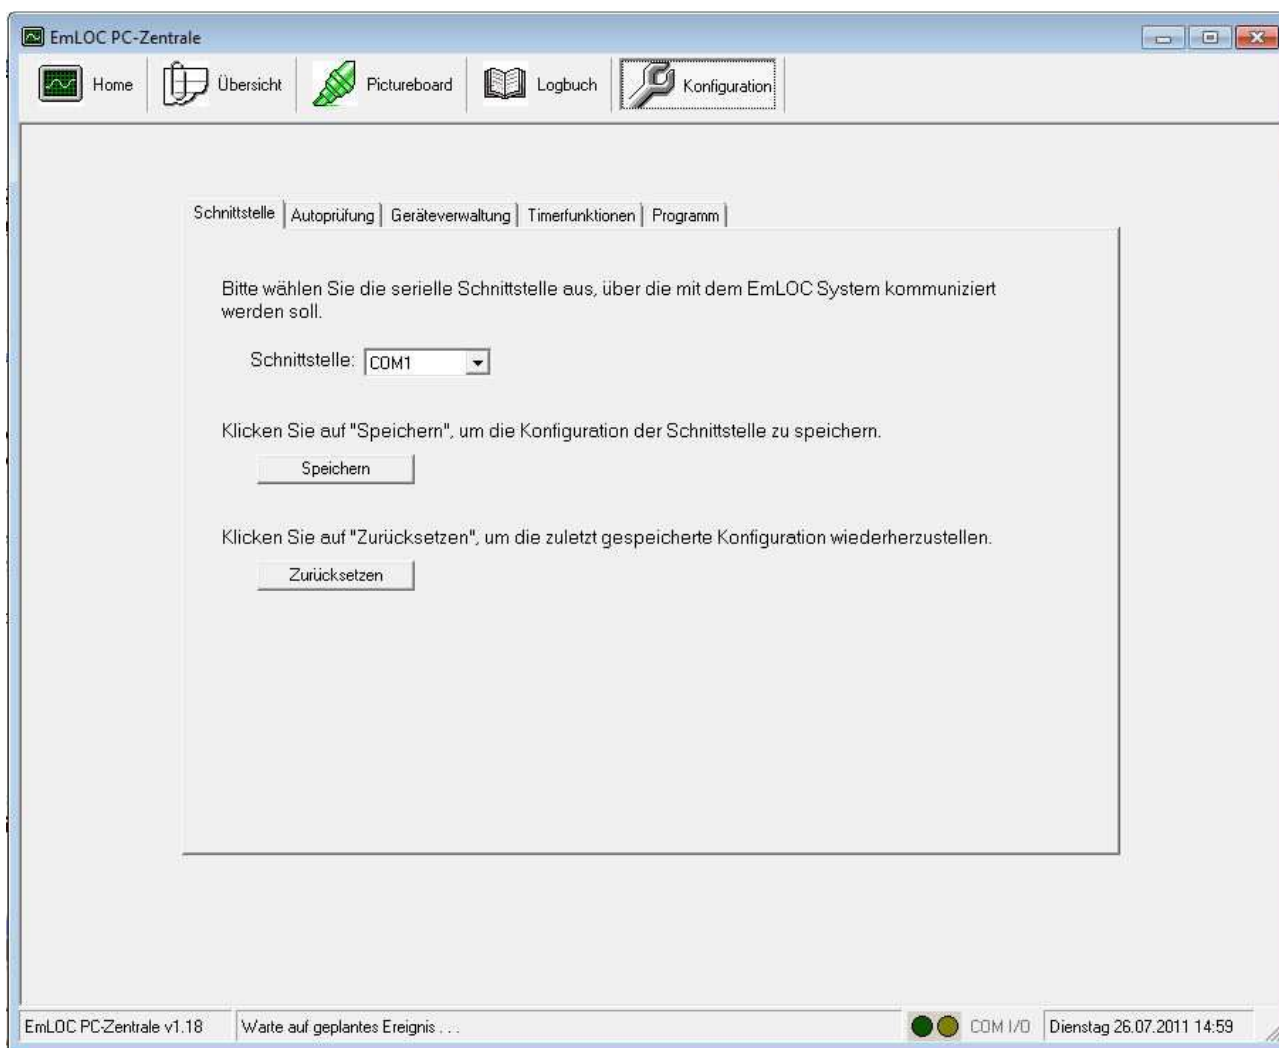 EmLOC PC-Zentrale
Home
Übersicht
Pictureboard
Logbuch
Konfiguration
Schnittstelle
Autoprüfung
Geräteverwaltung
Timerfunktionen
Programm
Bitte wählen Sie die serielle Schnittstelle aus, über die mit dem EmLOC System kommuniziert
werden soll.
Schnittstelle: COM1
Klicken Sie auf "Speichern", um die Konfiguration der Schnittstelle zu speichern.
Speichern
Klicken Sie auf "Zurücksetzen", um die zuletzt gespeicherte Konfiguration wiederherzustellen.
Zurücksetzen
EmLOC PC-Zentrale v1.18
Warte auf geplantes Ereignis . . .
COM I/O
Dienstag 26.07.2011 14:59